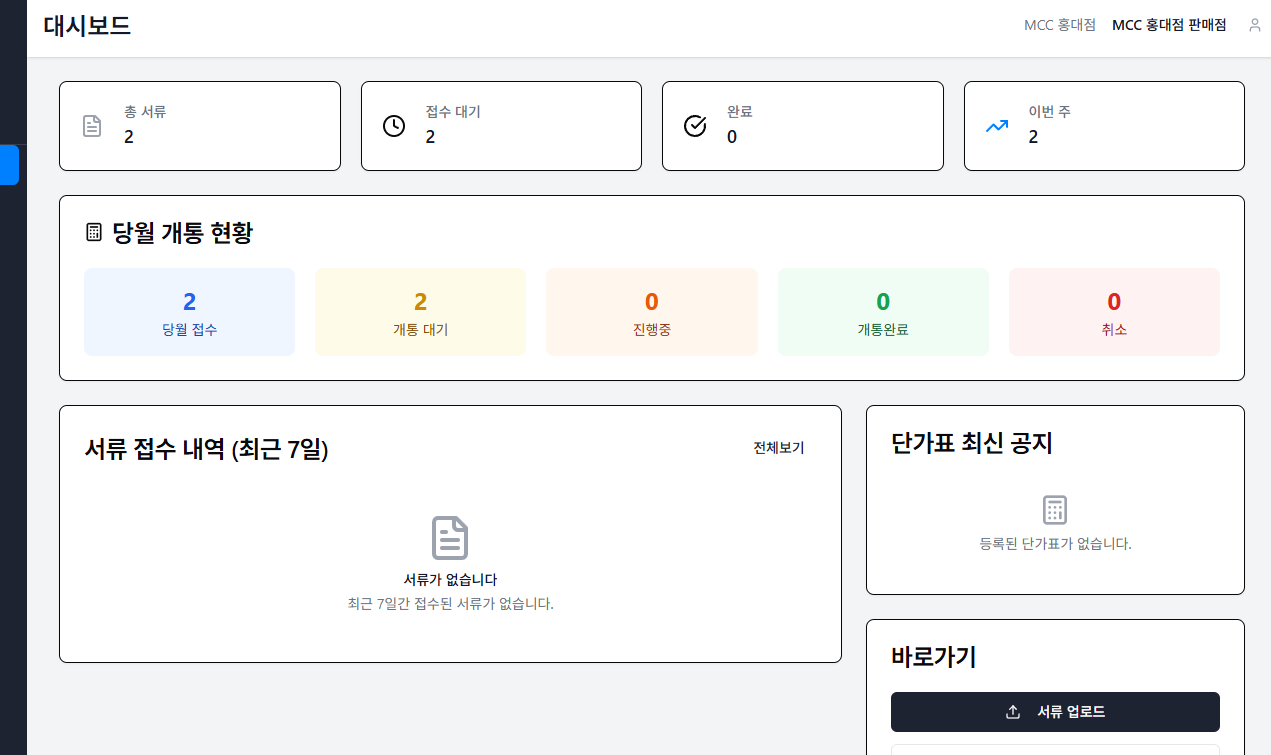 대시보드
MCC 홍대점
MCC 홍대점 판매점
총 서류
2
접수 대기
2
완료
0
이번 주
2
당월 개통 현황
2
당월 접수
2
개통 대기
0
진행중
0
개통완료
0
취소
서류 접수 내역 (최근 7일)
전체보기
서류가 없습니다
최근 7일간 접수된 서류가 없습니다.
단가표 최신 공지
등록된 단가표가 없습니다.
바로가기
서류 업로드